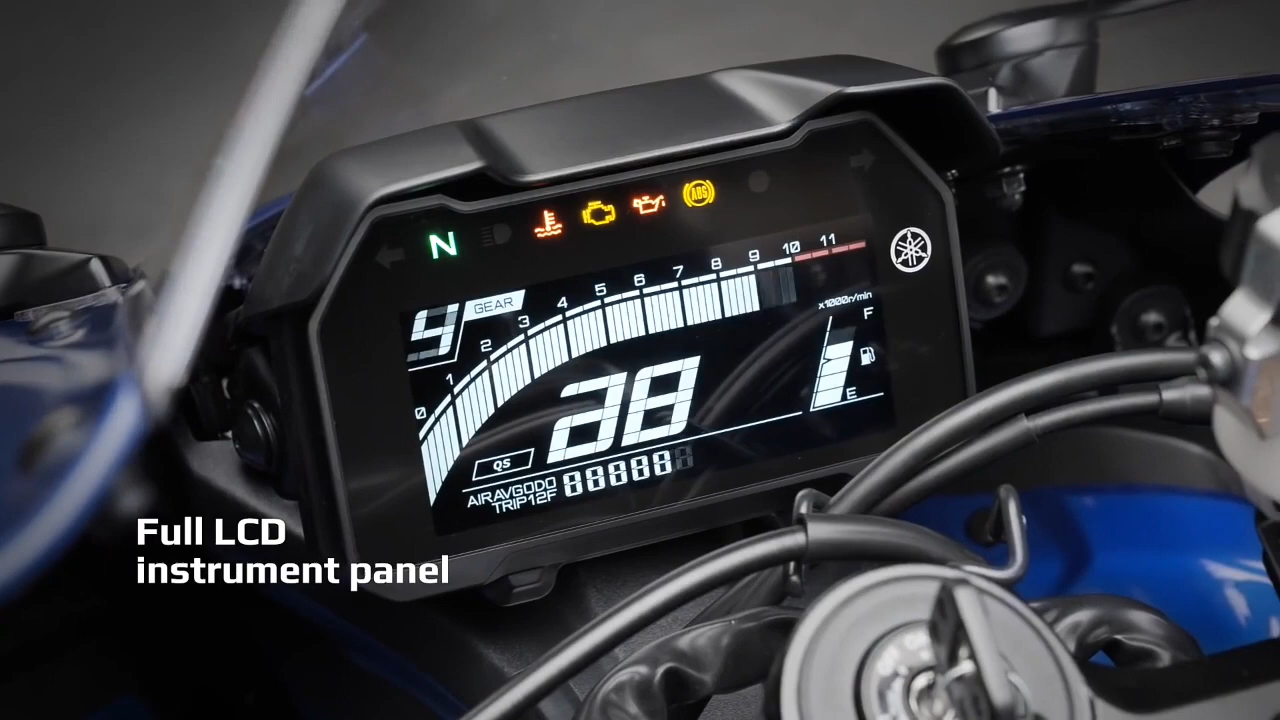 N
ABS
GEAR
0 1 2 3 4 5 6 7 8 9 10 11
x1000r/min
F
E
QS
AIRAVGODO
TRIP12F
Full LCD
instrument panel